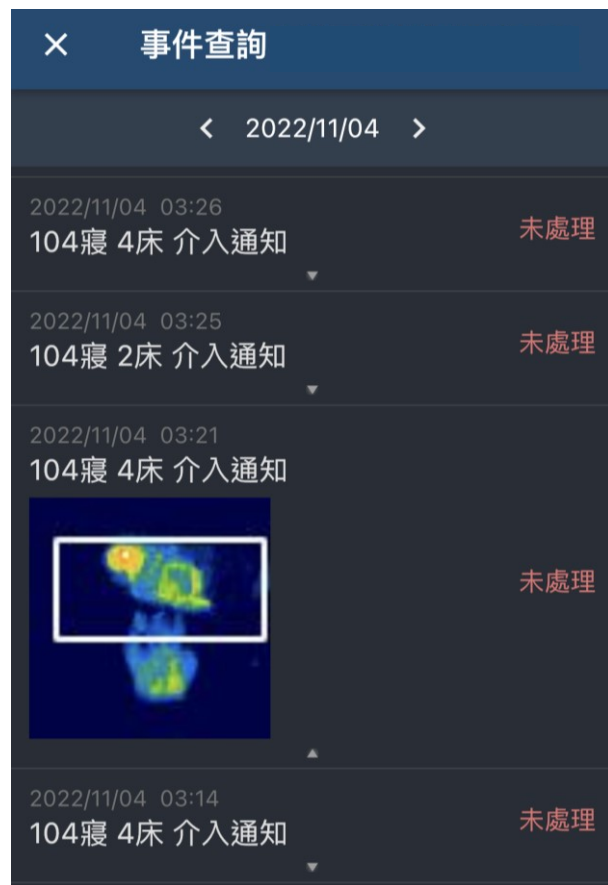 事件查詢
2022/11/04
2022/11/04 03:26
104寢 4床 介入通知
未處理
2022/11/04 03:25
104寢 2床 介入通知
未處理
2022/11/04 03:21
104寢 4床 介入通知
未處理
2022/11/04 03:14
104寢 4床 介入通知
未處理